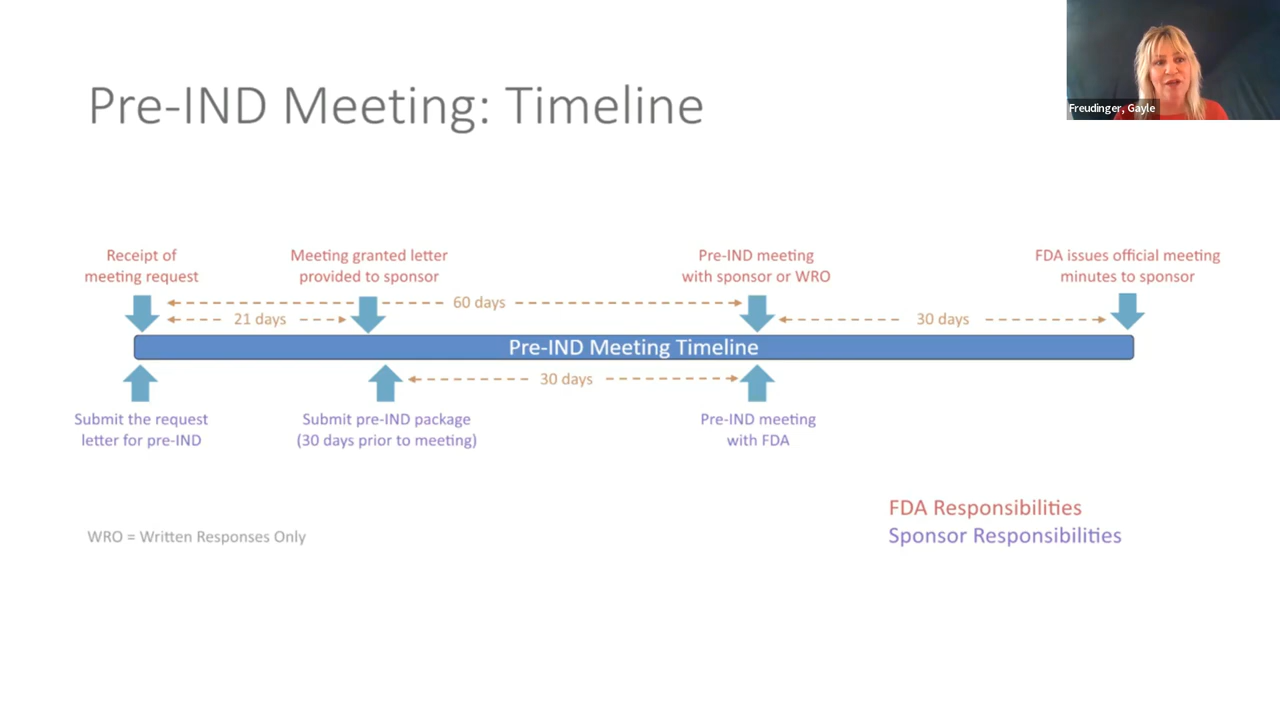 Freudinger, Gayle
Pre-IND Meeting: Timeline
Receipt of
meeting request
Meeting granted letter
provided to sponsor
Pre-IND meeting
with sponsor or WRO
FDA issues official meeting
minutes to sponsor
60 days
21 days
30 days
Pre-IND Meeting Timeline
30 days
Submit the request
letter for pre-IND
Submit pre-IND package
(30 days prior to meeting)
Pre-IND meeting
with FDA
FDA Responsibilities
Sponsor Responsibilities
WRO = Written Responses Only